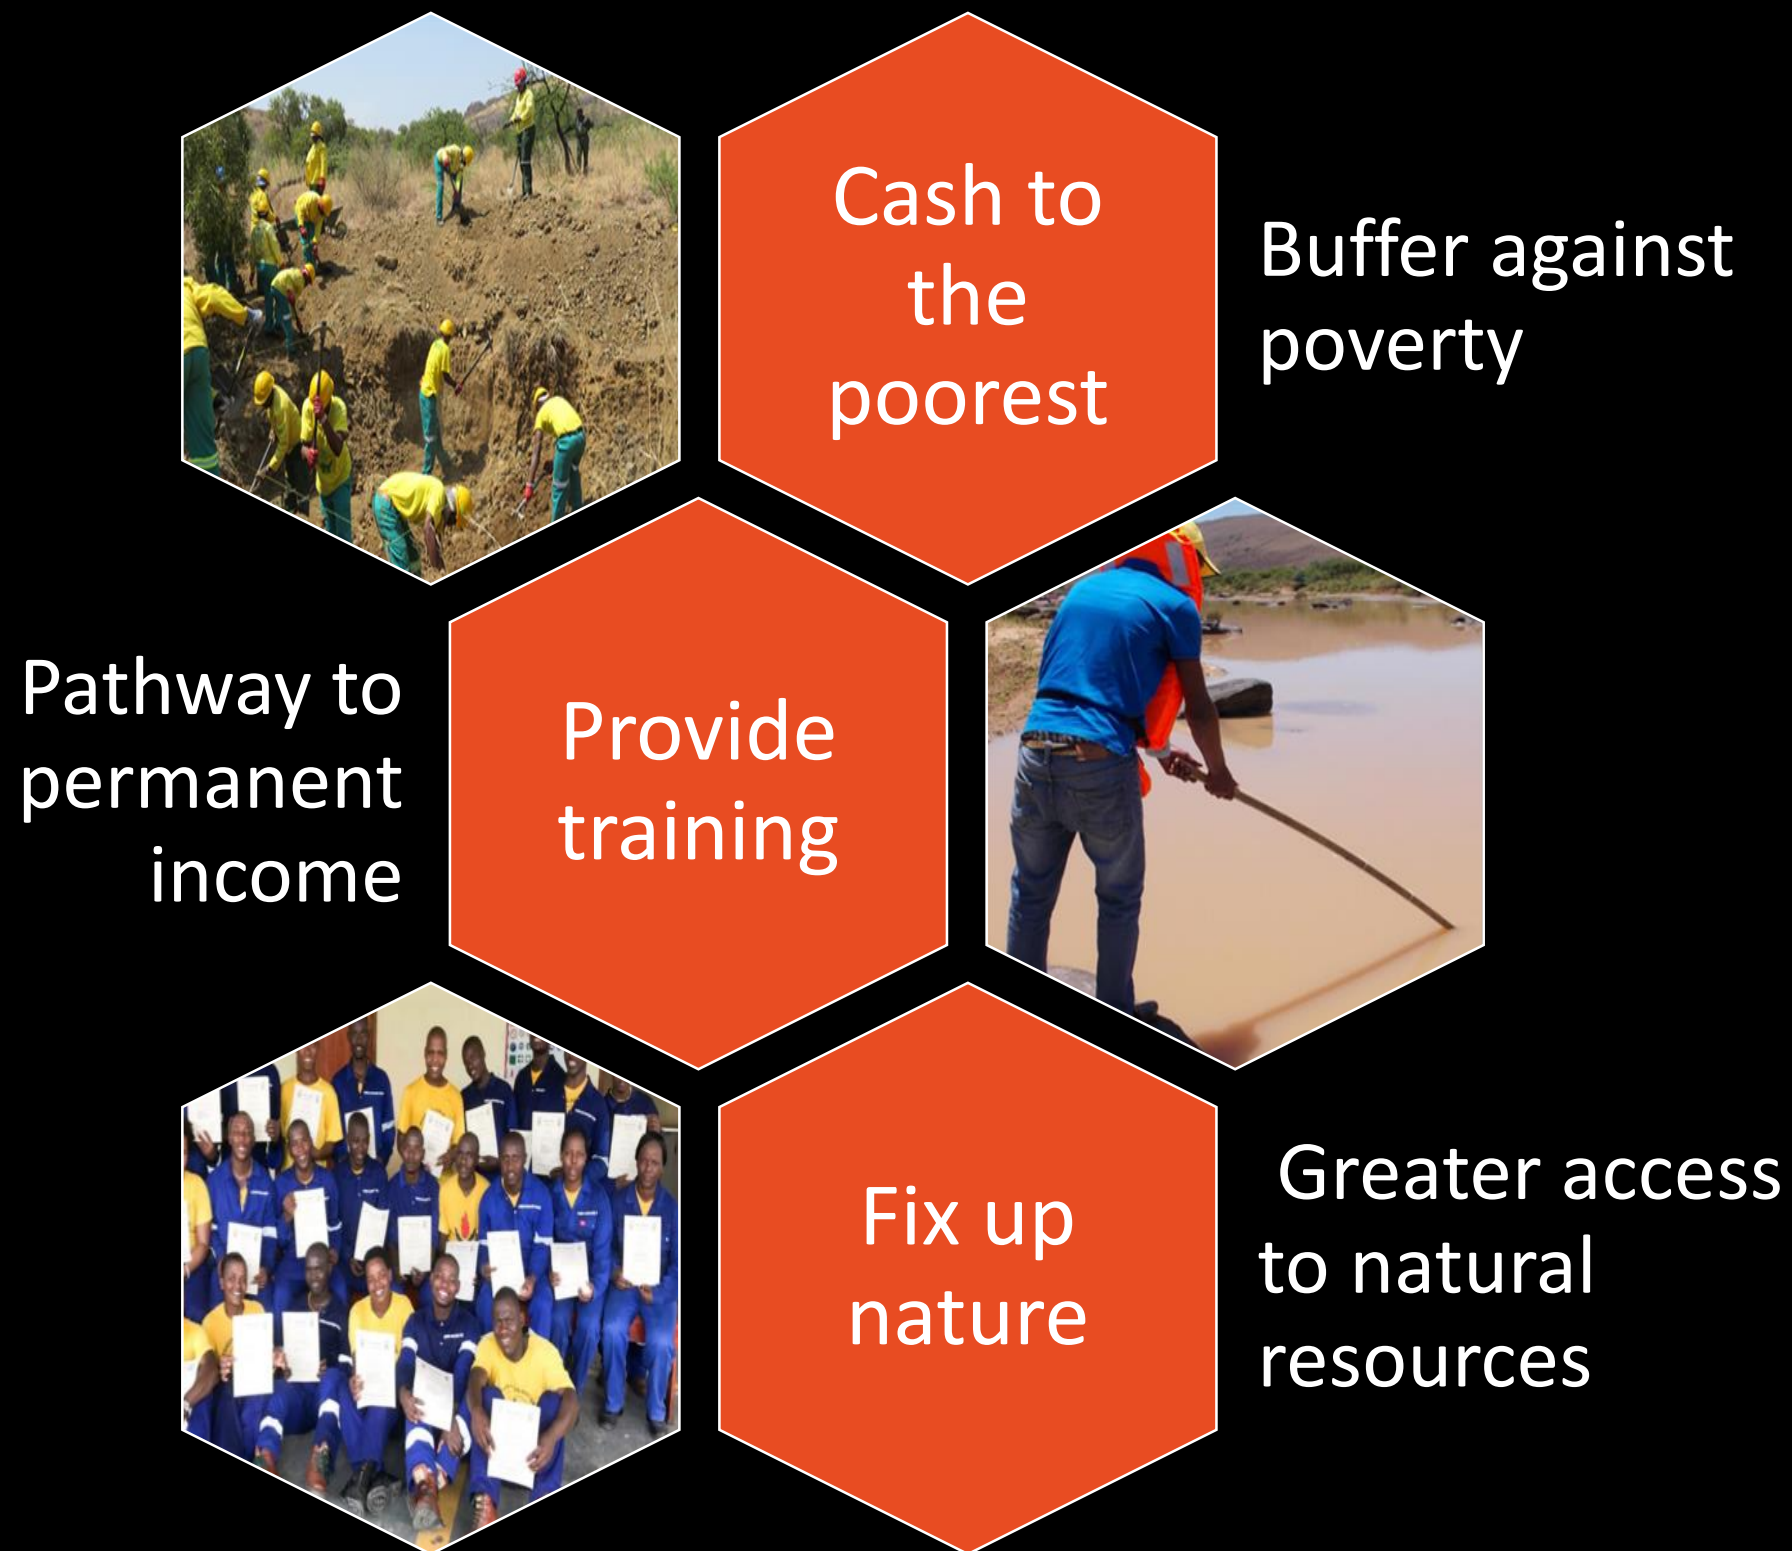 Cash to
the
poorest
Buffer against
poverty
Pathway to
permanent
income
Provide
training
Fix up
nature
Greater access
to natural
resources